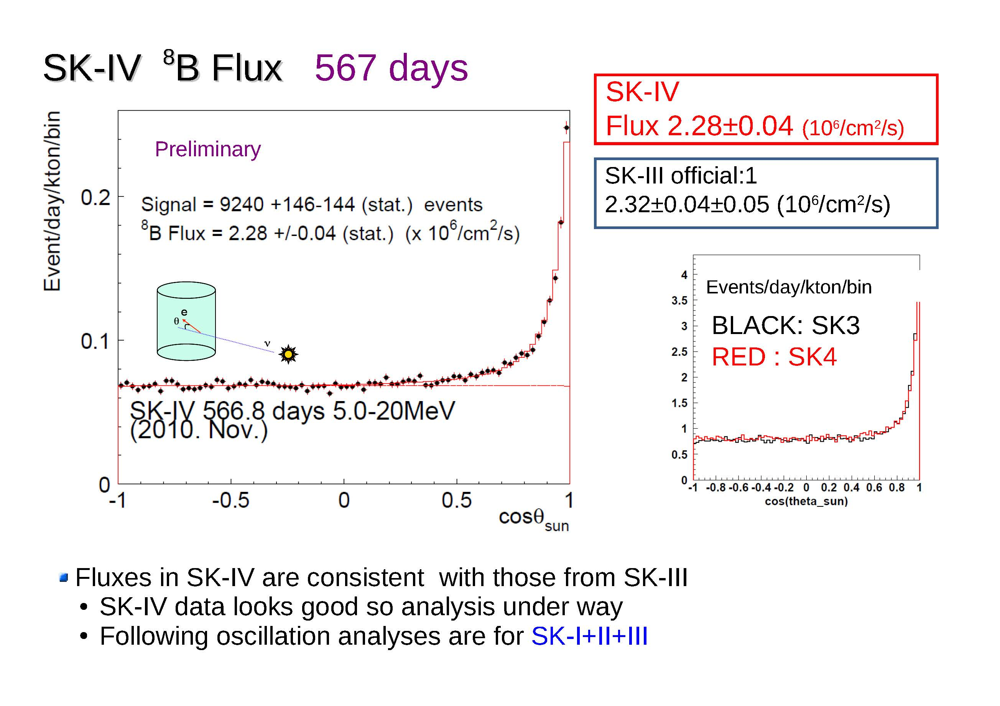 SK-IV ⁸B Flux 567 days
SK-IV
Flux 2.28±0.04 (10⁶/cm²/s)
SK-III official:1
2.32±0.04±0.05 (10⁶/cm²/s)
Event/day/kton/bin
Preliminary
0.2
Signal = 9240 +146-144 (stat.) events
⁸B Flux = 2.28 +/-0.04 (stat.) (x 10⁶/cm²/s)
0.1
e
θ
ν
SK-IV 566.8 days 5.0-20MeV
(2010. Nov.)
0
-1 -0.5 0 0.5 1
cosθsun
4
Events/day/kton/bin
3.5
BLACK: SK3
3
RED : SK4
2.5
2
1.5
1
0.5
0
-1 -0.8 -0.6 -0.4 -0.2 0 0.2 0.4 0.6 0.8 1
cos(theta_sun)
Fluxes in SK-IV are consistent with those from SK-III
• SK-IV data looks good so analysis under way
• Following oscillation analyses are for SK-I+II+III